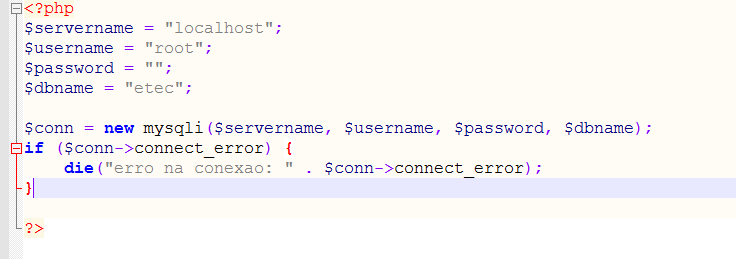 <?php
$servername = "localhost";
$username = "root";
$password = "";
$dbname = "etec";
$conn = new mysqli($servername, $username, $password, $dbname);
if ($conn->connect_error) {
    die("erro na conexao: " . $conn->connect_error);
}
?>